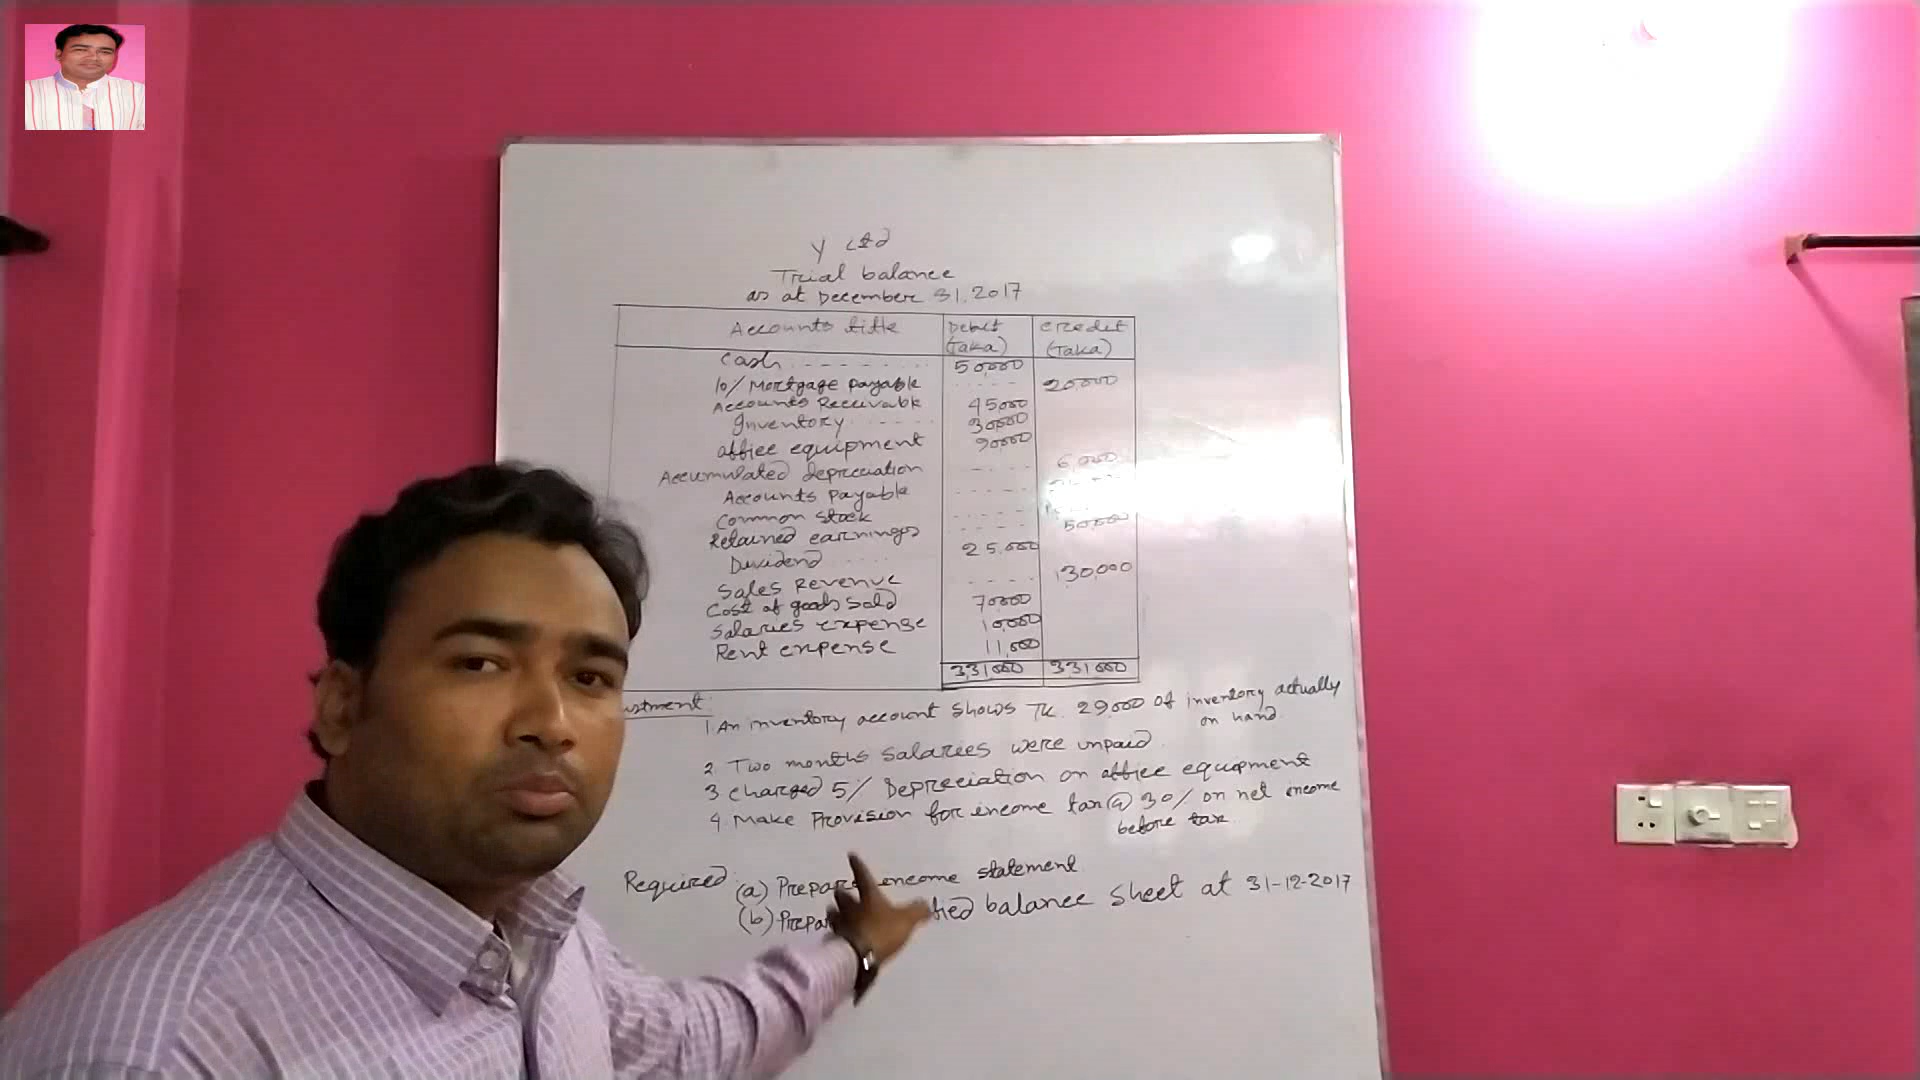 Y Ltd
Trial balance
as at December 31, 2017
Accounts title Debit (Taka) Credit (Taka)
Cash 50,000
10% Mortgage payable 20,000
Accounts Receivable 45,000
Inventory 30,000
Office equipment 90,000
Accumulated depreciation 6,000
Accounts payable
Common stock
Retained earnings 50,000
Dividend 25,000
Sales Revenue 130,000
Cost of goods sold 70,000
Salaries expense 10,000
Rent expense 11,000
331,000 331,000
ustment:
1. An inventory account shows TK. 29,000 of inventory actually
on hand.
2. Two months salaries were unpaid.
3. Charged 5% Depreciation on office equipment
4. Make Provision for income tax @ 30% on net income
before tax.
Required: (a) Prepare income statement.
(b) Prepar fied balance sheet at 31-12-2017